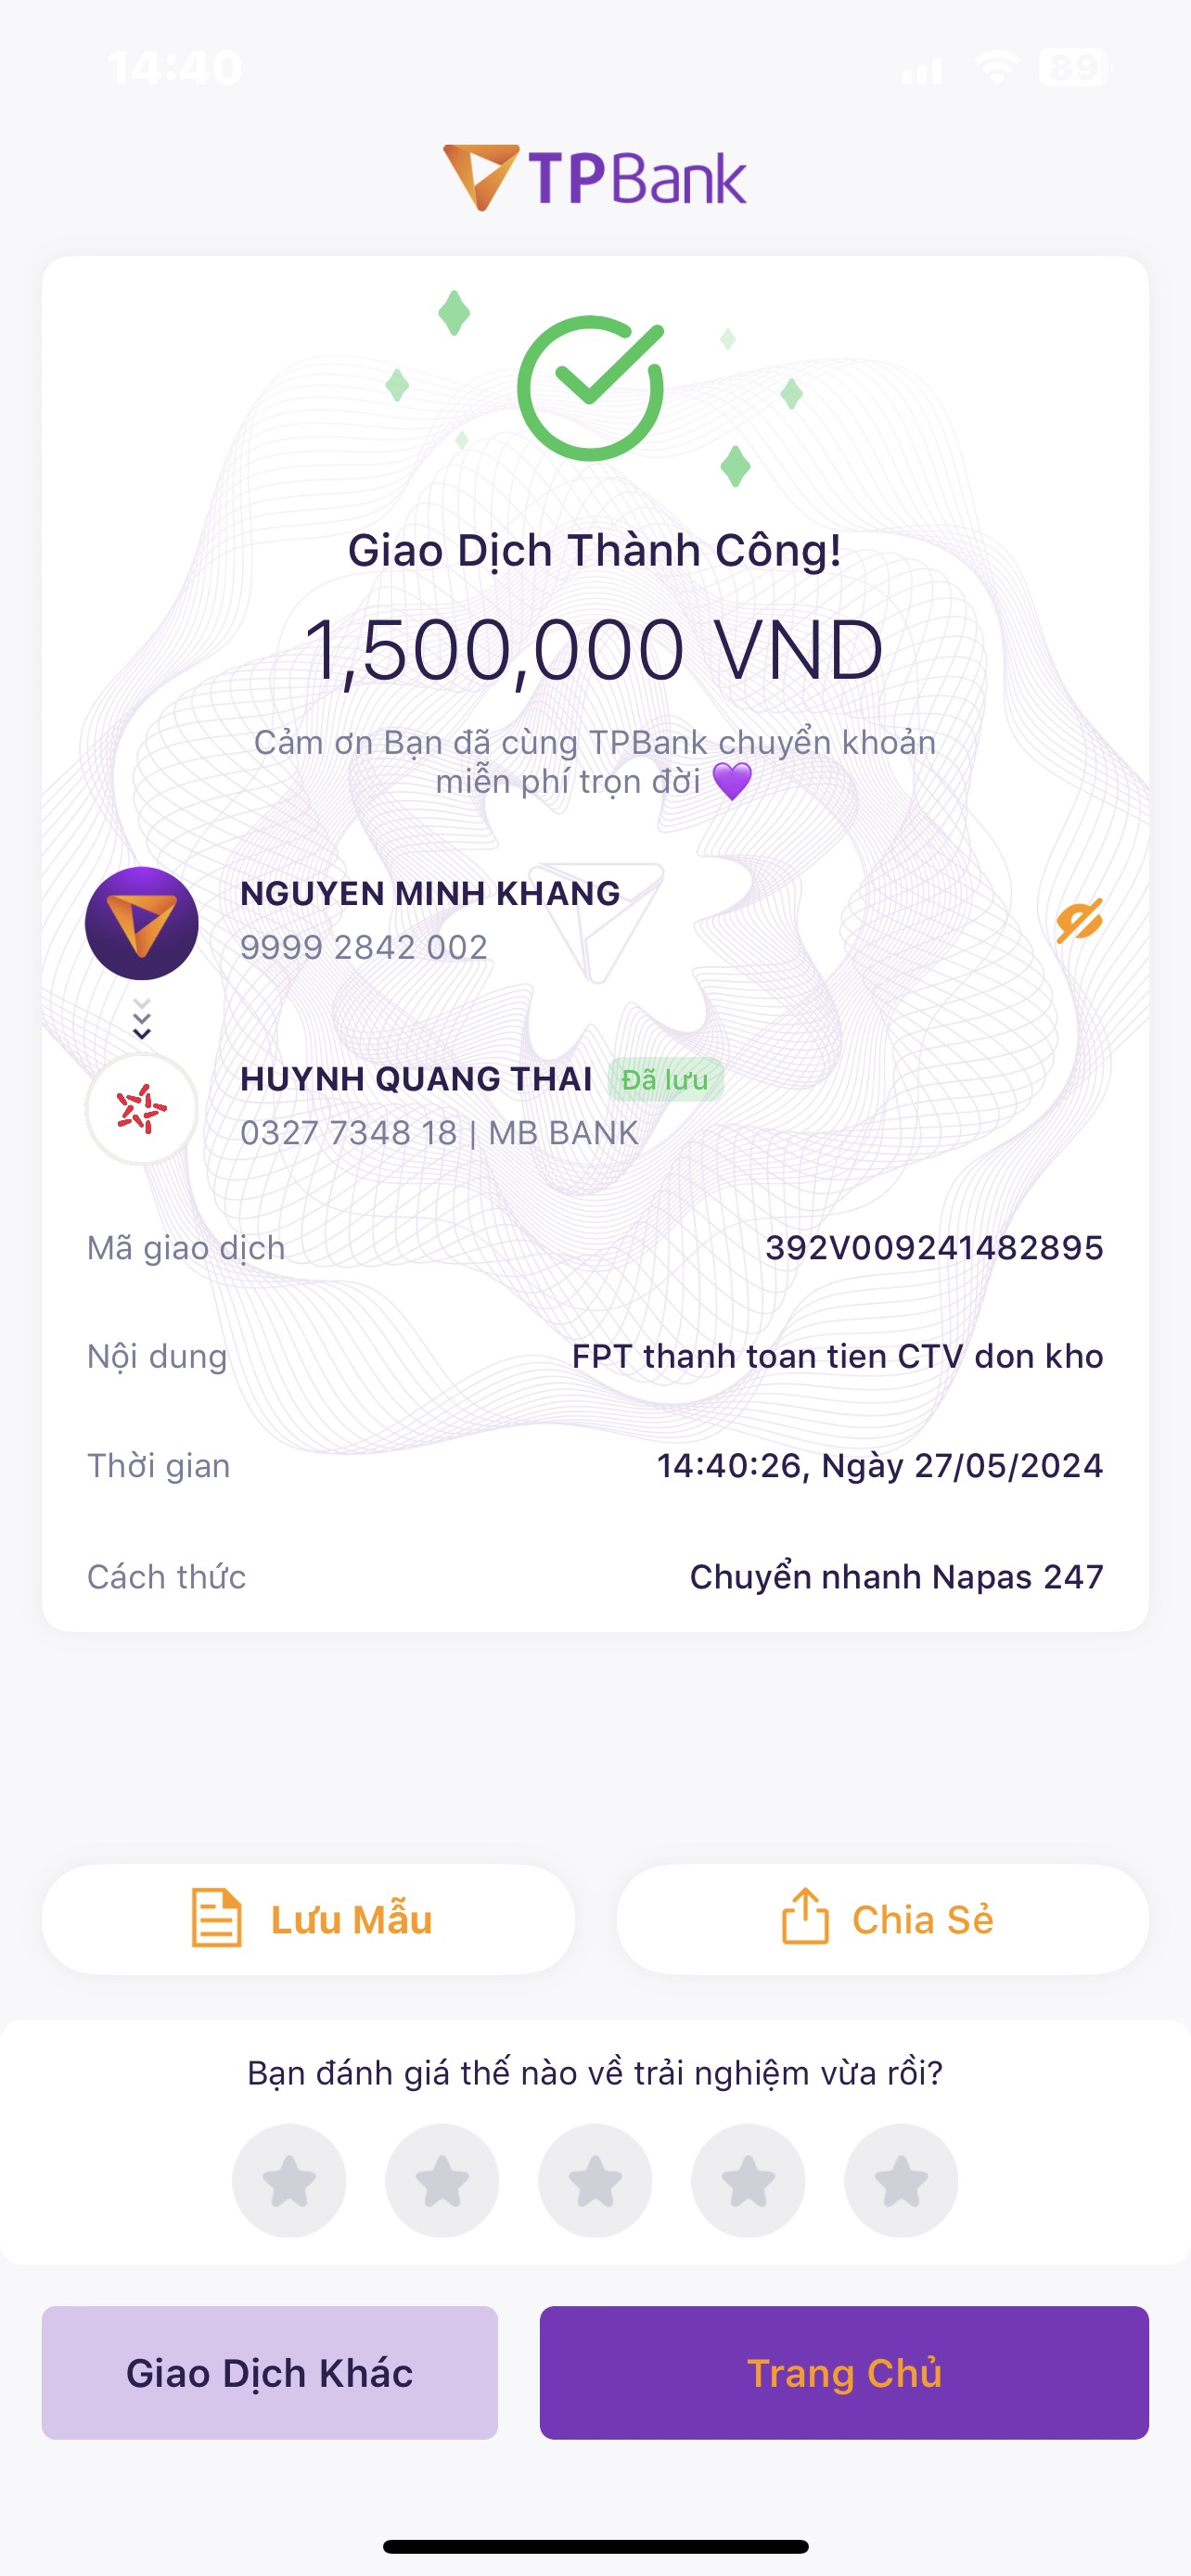 14:40
89
TPBank
Giao Dịch Thành Công!
1,500,000 VND
Cảm ơn Bạn đã cùng TPBank chuyển khoản
miễn phí trọn đời
NGUYEN MINH KHANG
9999 2842 002
HUYNH QUANG THAI Đã lưu
0327 7348 18 | MB BANK
Mã giao dịch 392V009241482895
Nội dung FPT thanh toan tien CTV don kho
Thời gian 14:40:26, Ngày 27/05/2024
Cách thức Chuyển nhanh Napas 247
Lưu Mẫu Chia Sẻ
Bạn đánh giá thế nào về trải nghiệm vừa rồi?
Giao Dịch Khác Trang Chủ